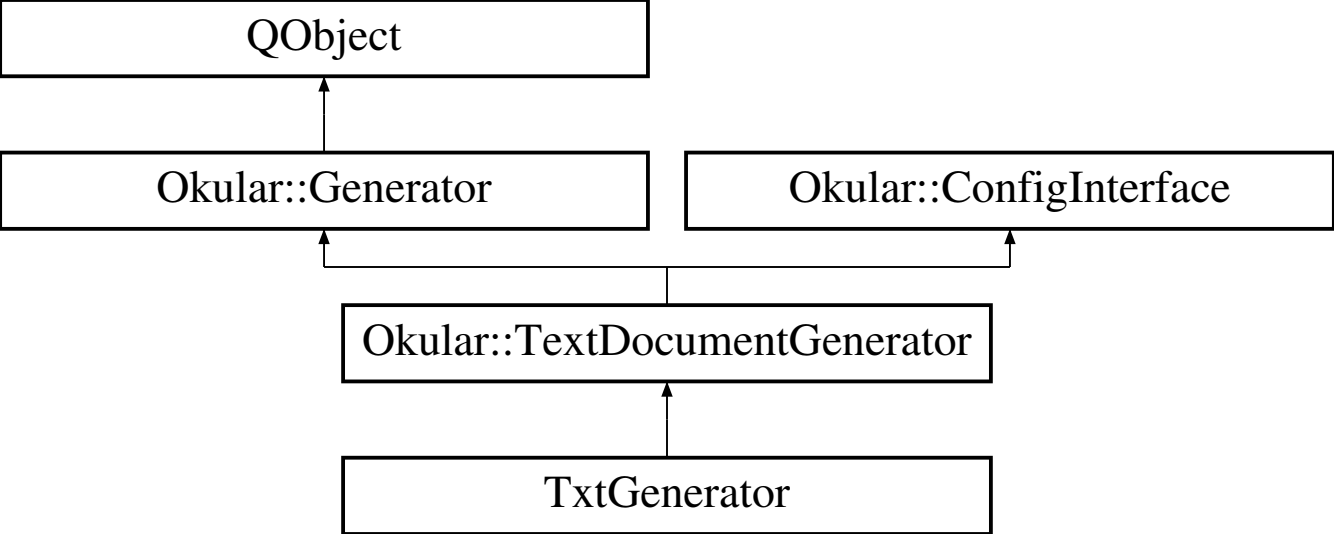 QObject
Okular::Generator
Okular::ConfigInterface
Okular::TextDocumentGenerator
TxtGenerator